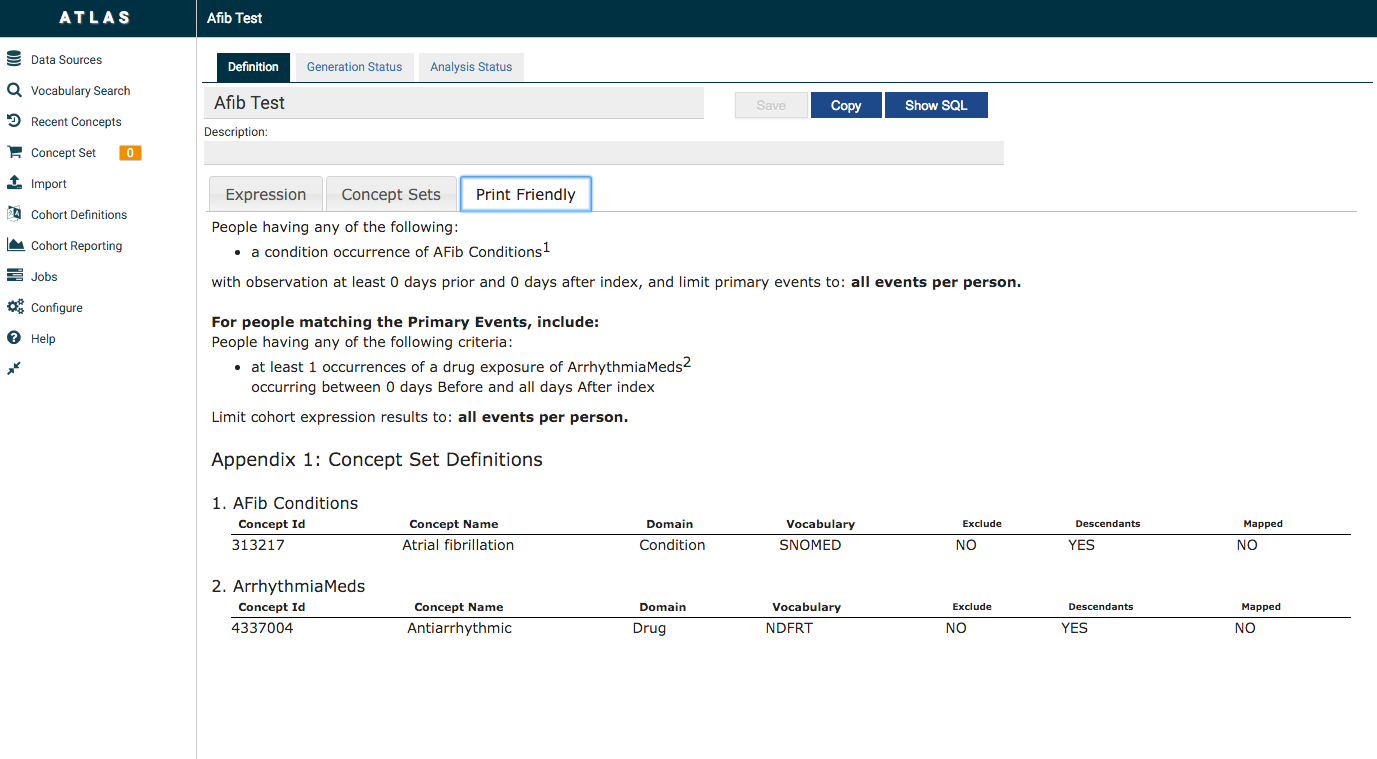 ATLAS
Afib Test
Data Sources
Vocabulary Search
Recent Concepts
Concept Set 0
Import
Cohort Definitions
Cohort Reporting
Jobs
Configure
Help
Definition Generation Status Analysis Status
Afib Test Save Copy Show SQL
Description:
Expression Concept Sets Print Friendly
People having any of the following:
• a condition occurrence of AFib Conditions1
with observation at least 0 days prior and 0 days after index, and limit primary events to: all events per person.
For people matching the Primary Events, include:
People having any of the following criteria:
• at least 1 occurrences of a drug exposure of ArrhythmiaMeds2
occurring between 0 days Before and all days After index
Limit cohort expression results to: all events per person.
Appendix 1: Concept Set Definitions
1. AFib Conditions
Concept Id Concept Name Domain Vocabulary Exclude Descendants Mapped
313217 Atrial fibrillation Condition SNOMED NO YES NO
2. ArrhythmiaMeds
Concept Id Concept Name Domain Vocabulary Exclude Descendants Mapped
4337004 Antiarrhythmic Drug NDFRT NO YES NO